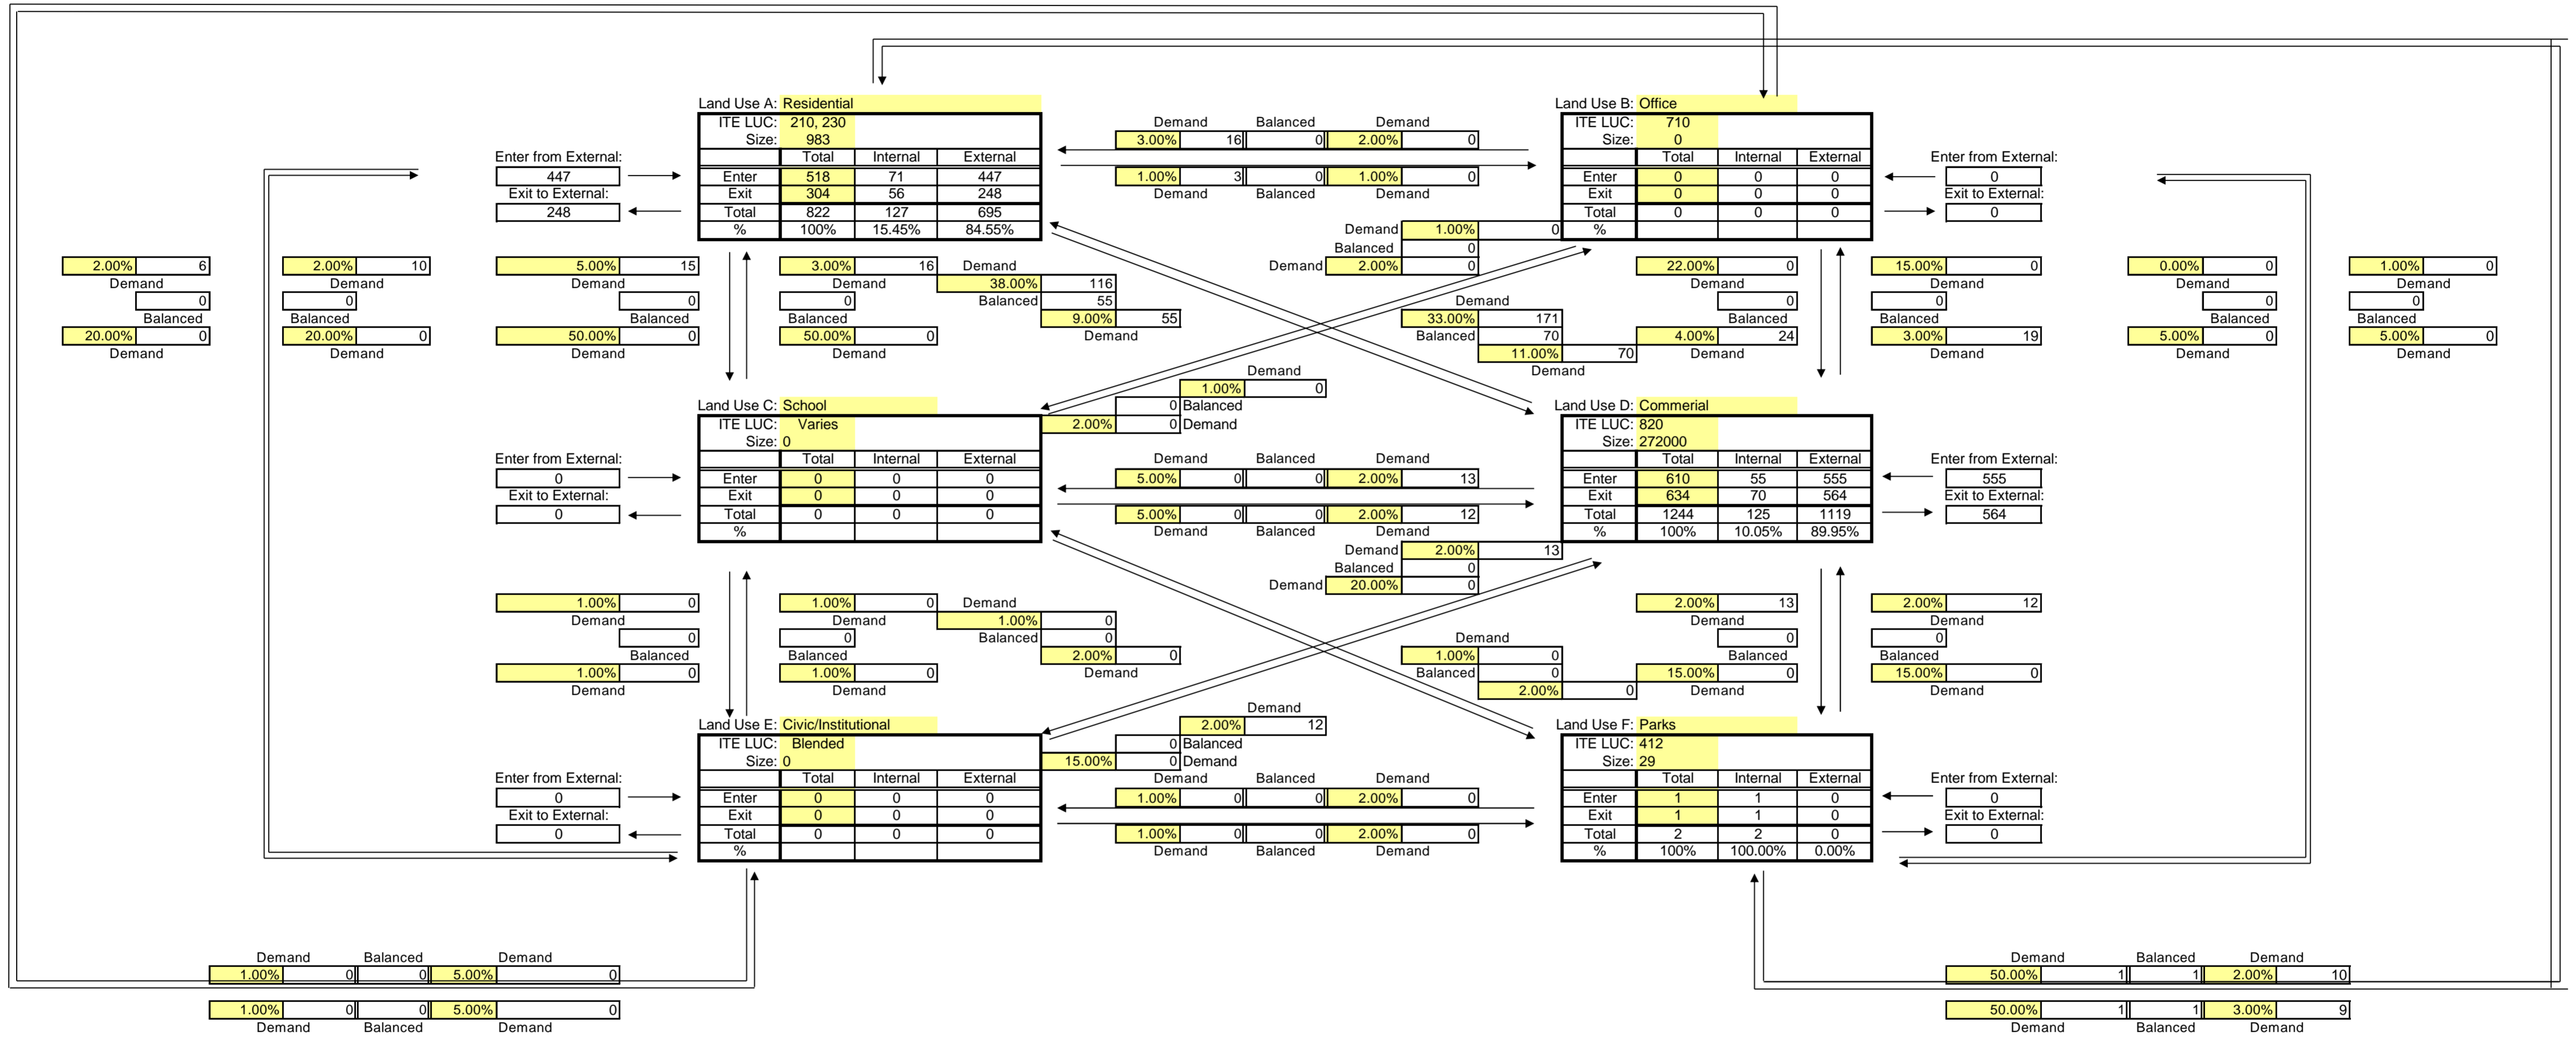 Land Use A: Residential
ITE LUC: 210, 230
Size: 983
Total Internal External
Enter 518 71 447
Exit 304 56 248
Total 822 127 695
% 100% 15.45% 84.55%
Enter from External:
447
Exit to External:
248
Demand Balanced Demand
3.00% 16 0 2.00% 0
1.00% 3 0 1.00% 0
Demand Balanced Demand
Land Use B: Office
ITE LUC: 710
Size: 0
Total Internal External
Enter 0 0 0
Exit 0 0 0
Total 0 0 0
%
Enter from External:
0
Exit to External:
0
Demand 1.00% 0
Balanced 0
Demand 2.00% 0
2.00% 6
Demand
0
Balanced
20.00% 0
Demand
2.00% 10
Demand
0
Balanced
20.00% 0
Demand
5.00% 15
Demand
0
Balanced
50.00% 0
Demand
3.00% 16
Demand
0
Balanced
50.00% 0
Demand
Demand
38.00% 116
Balanced 55
9.00% 55
Demand
Demand
33.00% 171
Balanced 70
11.00% 70
Demand
22.00% 0
Demand
0
Balanced
4.00% 24
Demand
15.00% 0
Demand
0
Balanced
3.00% 19
Demand
0.00% 0
Demand
0
Balanced
5.00% 0
Demand
1.00% 0
Demand
0
Balanced
5.00% 0
Demand
Demand
1.00% 0
0 Balanced
2.00% 0 Demand
Land Use C: School
ITE LUC: Varies
Size: 0
Total Internal External
Enter 0 0 0
Exit 0 0 0
Total 0 0 0
%
Enter from External:
0
Exit to External:
0
Demand Balanced Demand
5.00% 0 0 2.00% 13
5.00% 0 0 2.00% 12
Demand Balanced Demand
Land Use D: Commerial
ITE LUC: 820
Size: 272000
Total Internal External
Enter 610 55 555
Exit 634 70 564
Total 1244 125 1119
% 100% 10.05% 89.95%
Enter from External:
555
Exit to External:
564
Demand 2.00% 13
Balanced 0
Demand 20.00% 0
1.00% 0
Demand
0
Balanced
1.00% 0
Demand
1.00% 0
Demand
0
Balanced
1.00% 0
Demand
Demand
1.00% 0
Balanced 0
2.00% 0
Demand
Demand
1.00% 0
Balanced 0
2.00% 0
2.00% 13
Demand
0
Balanced
15.00% 0
Demand
2.00% 12
Demand
0
Balanced
15.00% 0
Demand
Demand
2.00% 12
0 Balanced
15.00% 0 Demand
Land Use E: Civic/Institutional
ITE LUC: Blended
Size: 0
Total Internal External
Enter 0 0 0
Exit 0 0 0
Total 0 0 0
%
Enter from External:
0
Exit to External:
0
Demand Balanced Demand
1.00% 0 0 2.00% 0
1.00% 0 0 2.00% 0
Demand Balanced Demand
Land Use F: Parks
ITE LUC: 412
Size: 29
Total Internal External
Enter 1 1 0
Exit 1 1 0
Total 2 2 0
% 100% 100.00% 0.00%
Enter from External:
0
Exit to External:
0
Demand Balanced Demand
1.00% 0 0 5.00% 0
1.00% 0 0 5.00% 0
Demand Balanced Demand
Demand Balanced Demand
50.00% 1 1 2.00% 10
50.00% 1 1 3.00% 9
Demand Balanced Demand